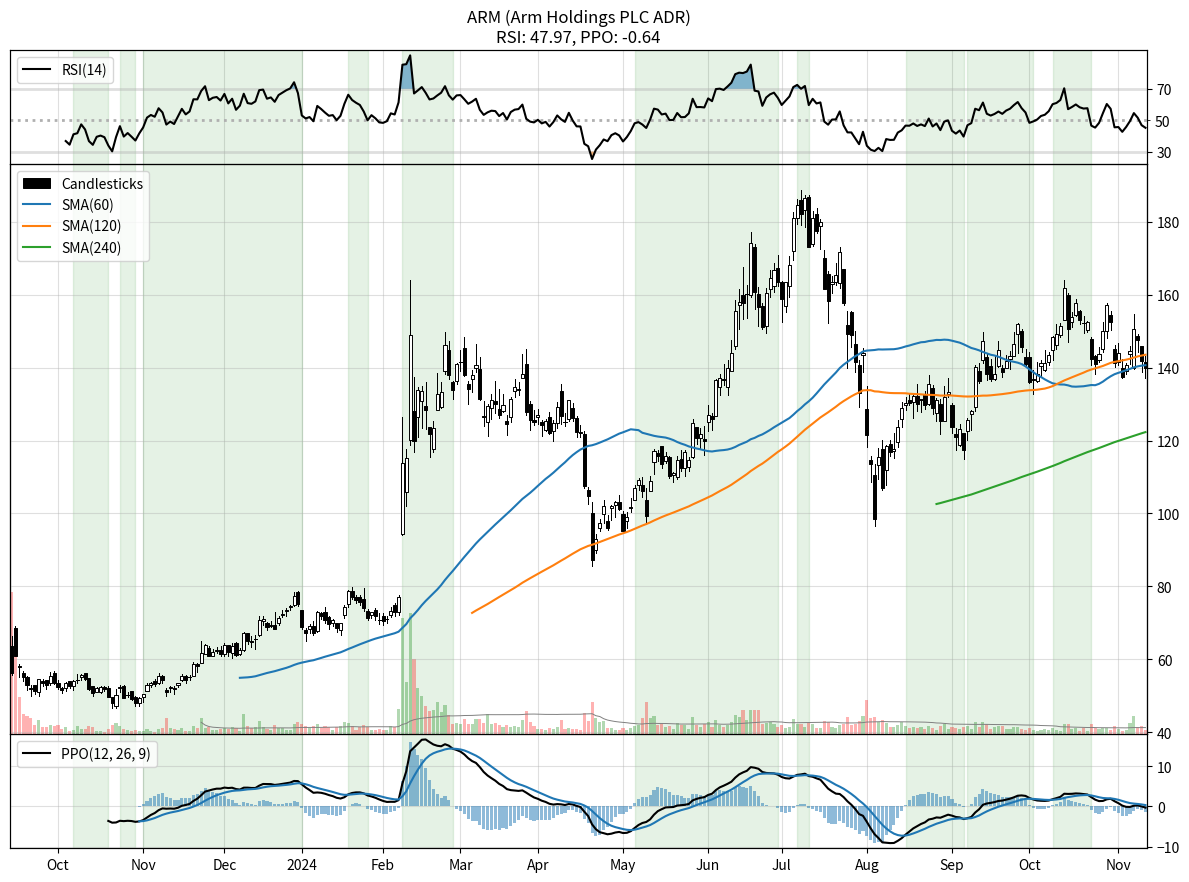 ARM (Arm Holdings PLC ADR)
RSI: 47.97, PPO: -0.64
RSI(14)
70
50
30
Candlesticks
SMA(60)
SMA(120)
SMA(240)
180
160
140
120
100
80
60
40
PPO(12, 26, 9)
10
0
−10
Oct Nov Dec 2024 Feb Mar Apr May Jun Jul Aug Sep Oct Nov